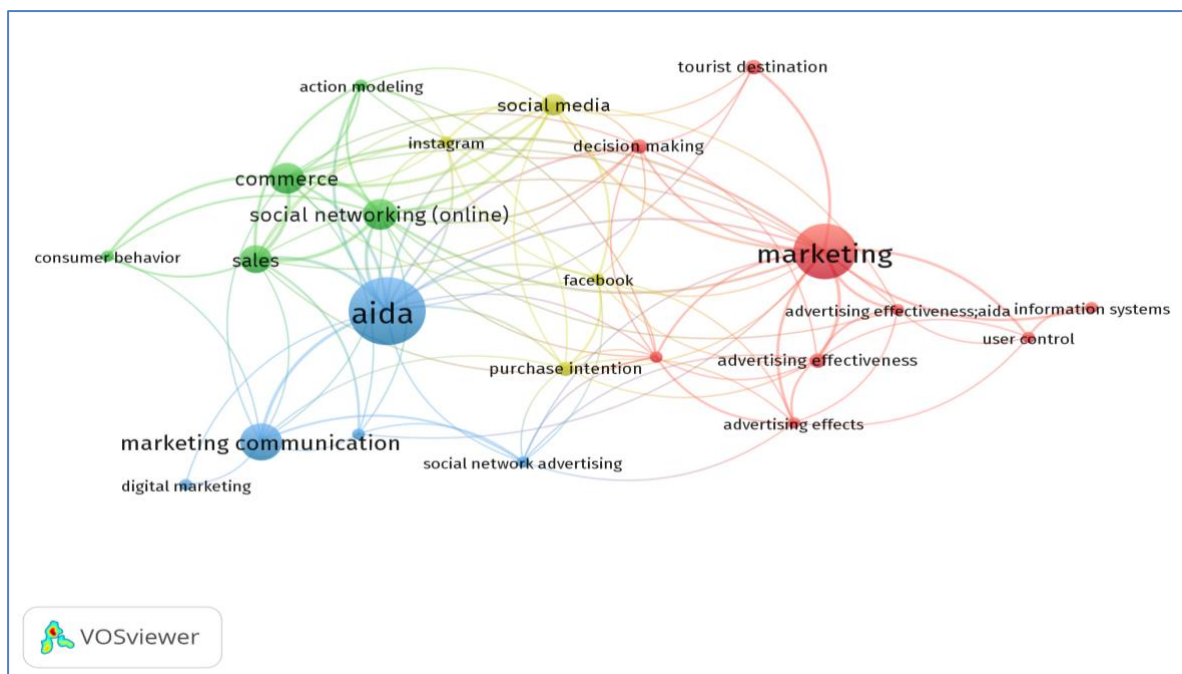 tourist destination
action modeling
social media
instagram
decision making
commerce
social networking (online)
marketing
consumer behavior
sales
facebook
aida
advertising effectiveness;aida
information systems
user control
purchase intention
advertising effectiveness
advertising effects
marketing communication
social network advertising
digital marketing
VOSviewer